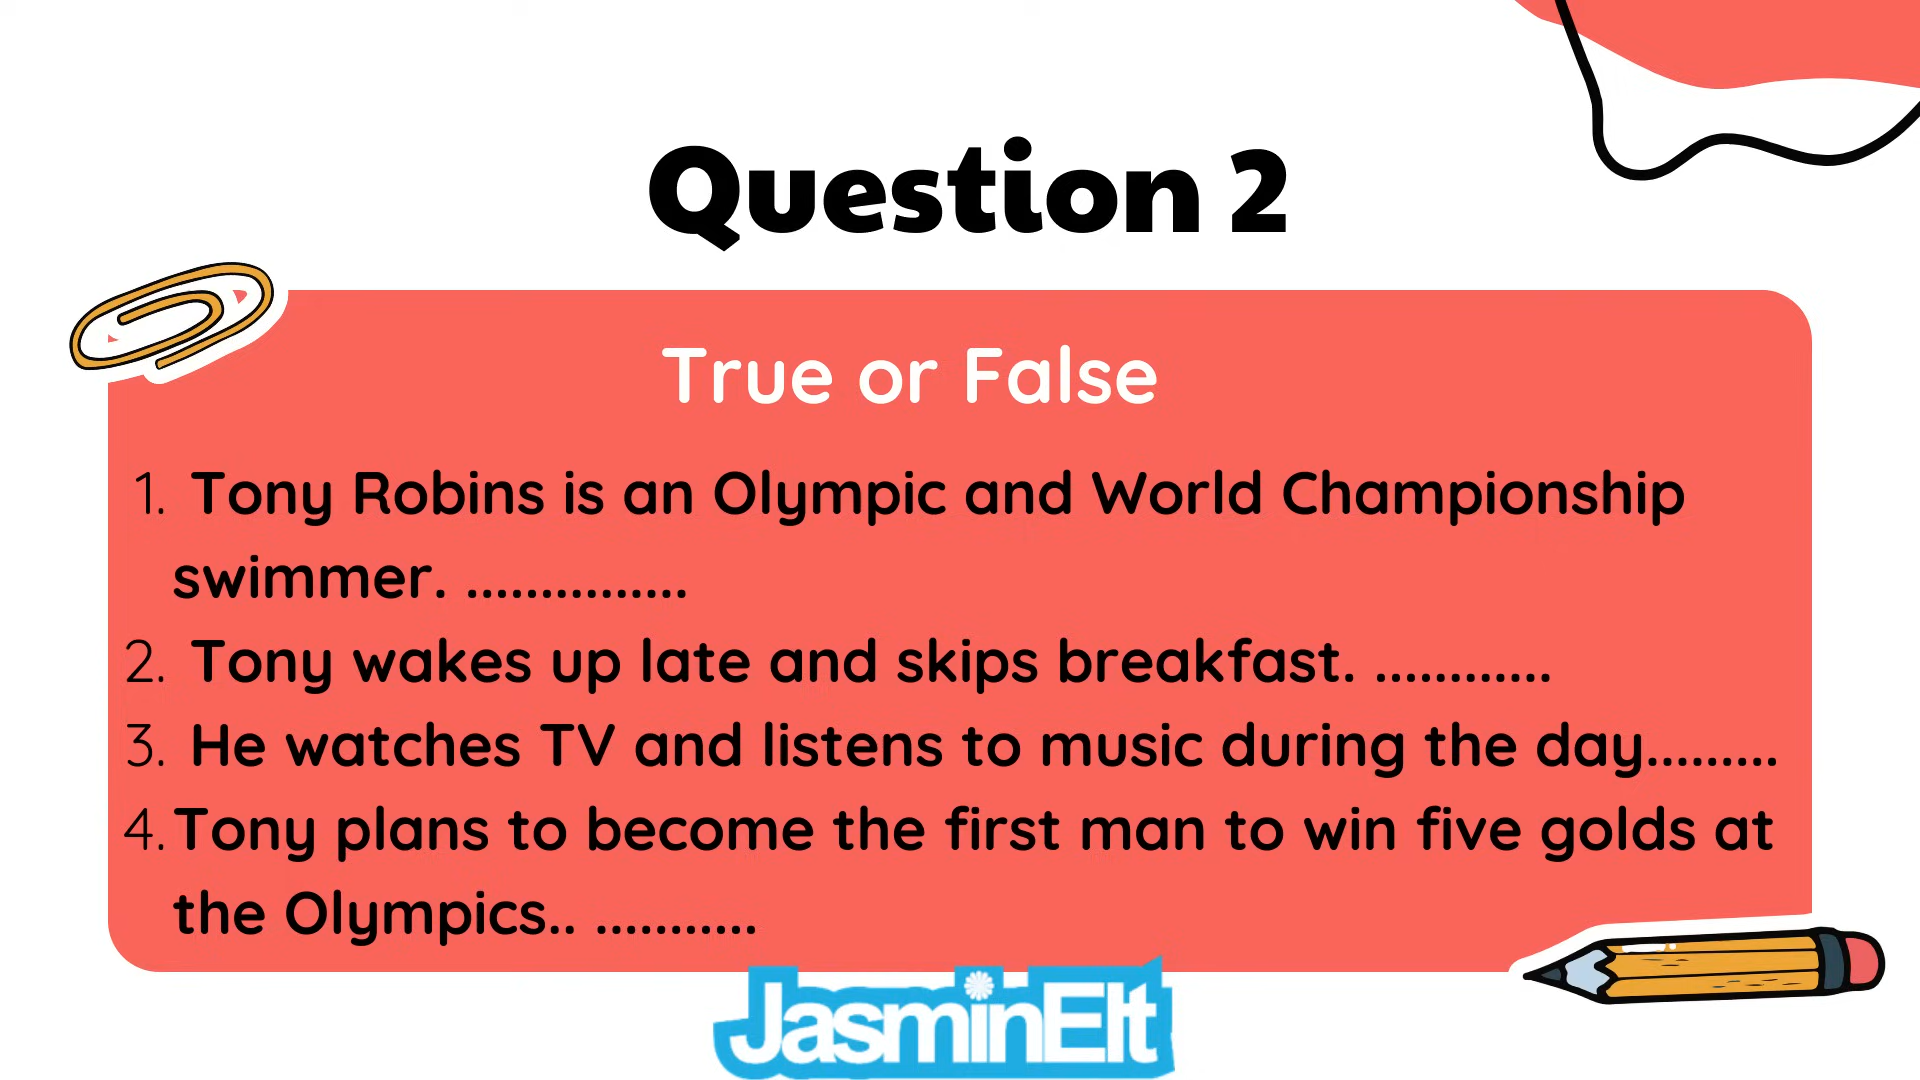 Question 2
True or False
1. Tony Robins is an Olympic and World Championship
swimmer. ...............
2. Tony wakes up late and skips breakfast. ............
3. He watches TV and listens to music during the day.........
4. Tony plans to become the first man to win five golds at
the Olympics.. ...........
JasminElt